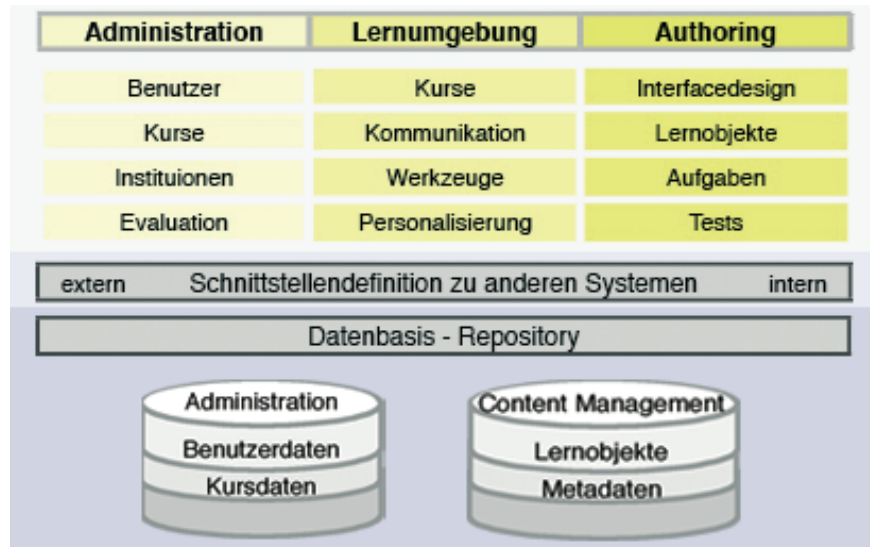 Administration Lernumgebung Authoring
Benutzer Kurse Interfacedesign
Kurse Kommunikation Lernobjekte
Instituionen Werkzeuge Aufgaben
Evaluation Personalisierung Tests
extern Schnittstellendefinition zu anderen Systemen intern
Datenbasis - Repository
Administration Content Management
Benutzerdaten Lernobjekte
Kursdaten Metadaten